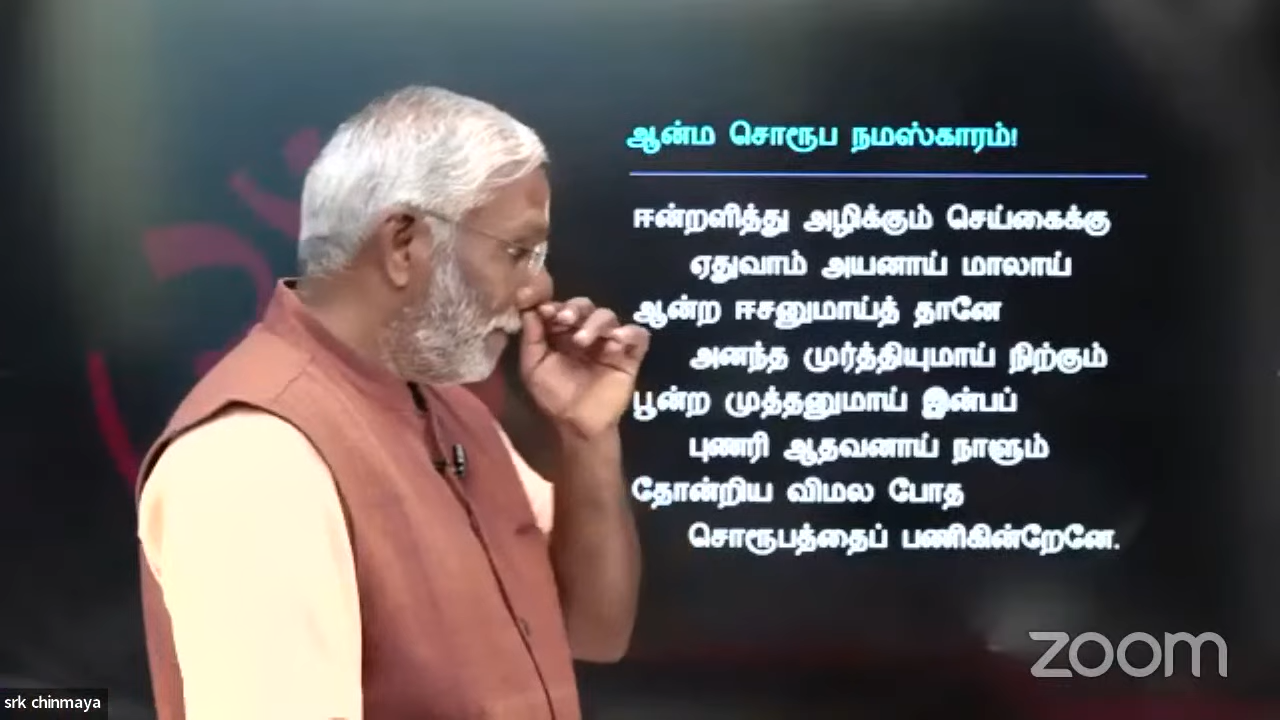 ஆன்ம சொரூப நமஸ்காரம்!
ஈன்றளித்து அழிக்கும் செய்கைக்கு
ஏதுவாம் அயனாய் மாலாய்
ஆன்ற ஈசனுமாய்த் தானே
அனந்த முர்த்தியுமாய் நிற்கும்
பூன்ற முத்தனுமாய் இன்பப்
புணரி ஆதவனாய் நாளும்
தோன்றிய விமல போத
சொரூபத்தைப் பணிகின்றேனே.
zoom
srk chinmaya